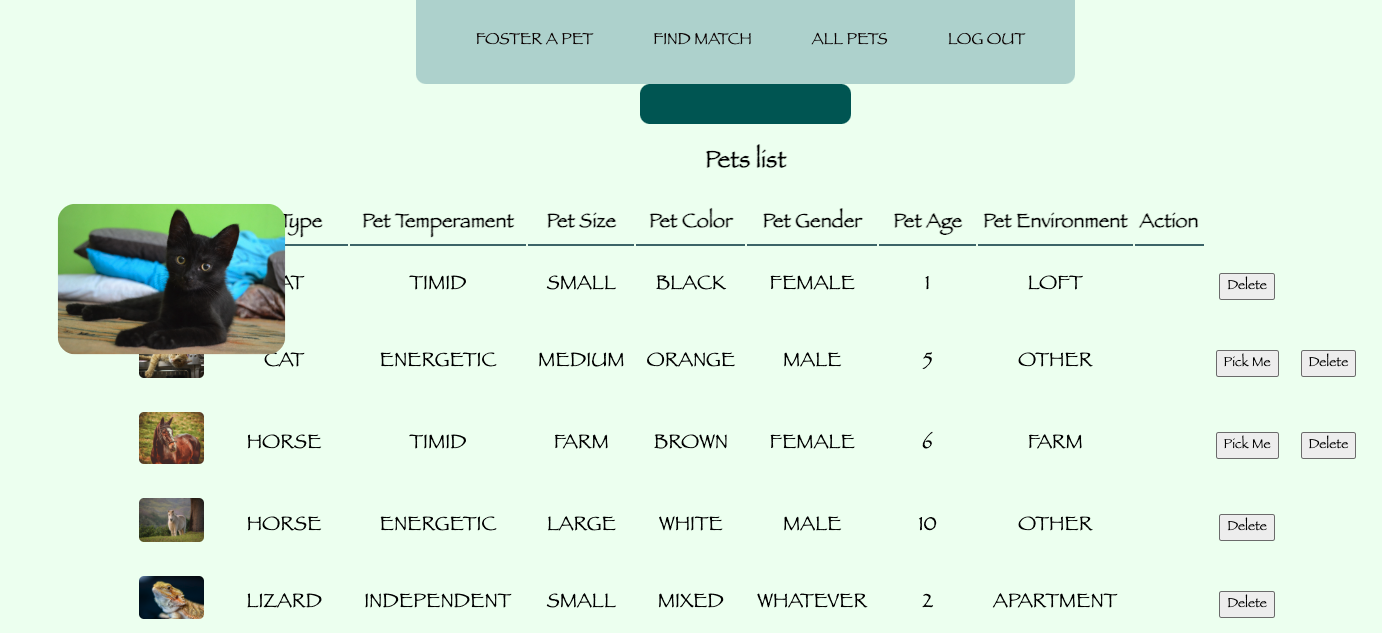 FOSTER A PET FIND MATCH ALL PETS LOG OUT
Pets list
Type Pet Temperament Pet Size Pet Color Pet Gender Pet Age Pet Environment Action
AT TIMID SMALL BLACK FEMALE 1 LOFT Delete
CAT ENERGETIC MEDIUM ORANGE MALE 5 OTHER Pick Me Delete
HORSE TIMID FARM BROWN FEMALE 6 FARM Pick Me Delete
HORSE ENERGETIC LARGE WHITE MALE 10 OTHER Delete
LIZARD INDEPENDENT SMALL MIXED WHATEVER 2 APARTMENT Delete